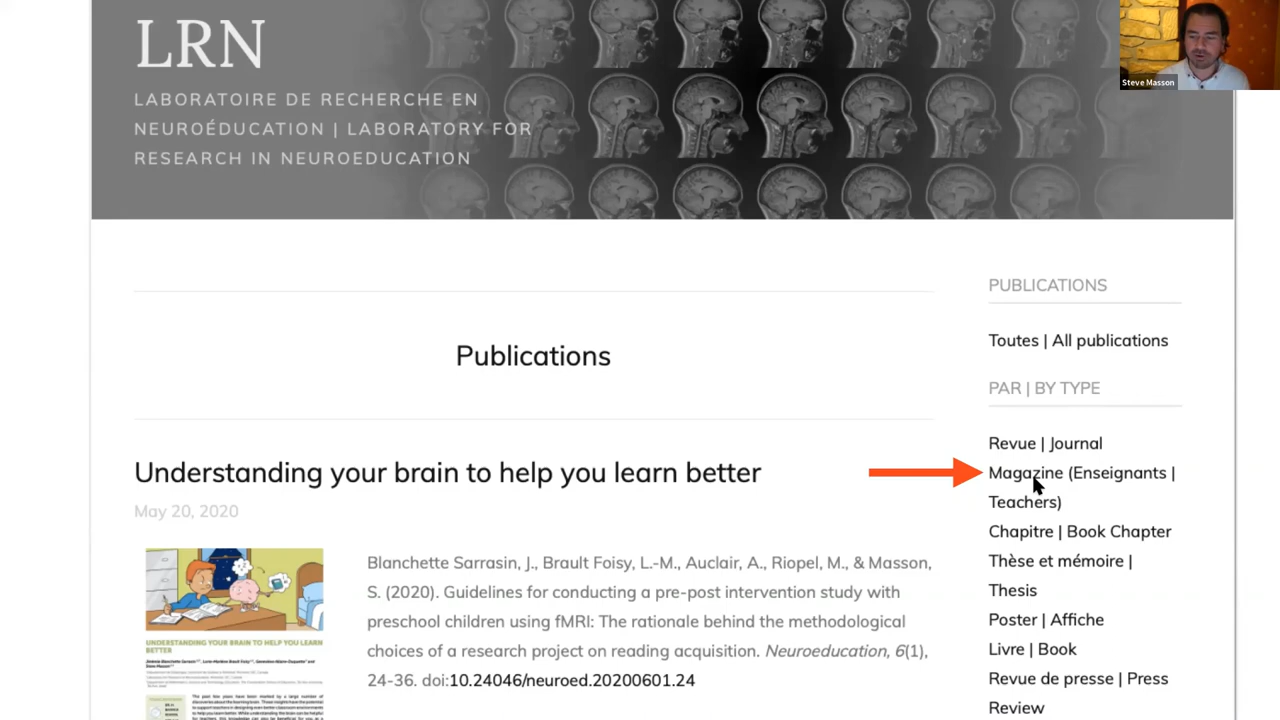 LRN
LABORATOIRE DE RECHERCHE EN
NEUROÉDUCATION | LABORATORY FOR
RESEARCH IN NEUROEDUCATION
Steve Masson
PUBLICATIONS
Toutes | All publications
PAR | BY TYPE
Revue | Journal
Magazine (Enseignants |
Teachers)
Chapitre | Book Chapter
Thèse et mémoire |
Thesis
Poster | Affiche
Livre | Book
Revue de presse | Press
Review
Publications
Understanding your brain to help you learn better
May 20, 2020
UNDERSTANDING YOUR BRAIN TO HELP YOU LEARN
BETTER
Blanchette Sarrasin, J., Brault Foisy, L.-M., Auclair, A., Riopel, M., & Masson,
S. (2020). Guidelines for conducting a pre-post intervention study with
preschool children using fMRI: The rationale behind the methodological
choices of a research project on reading acquisition. Neuroeducation, 6(1),
24-36. doi:10.24046/neuroed.20200601.24